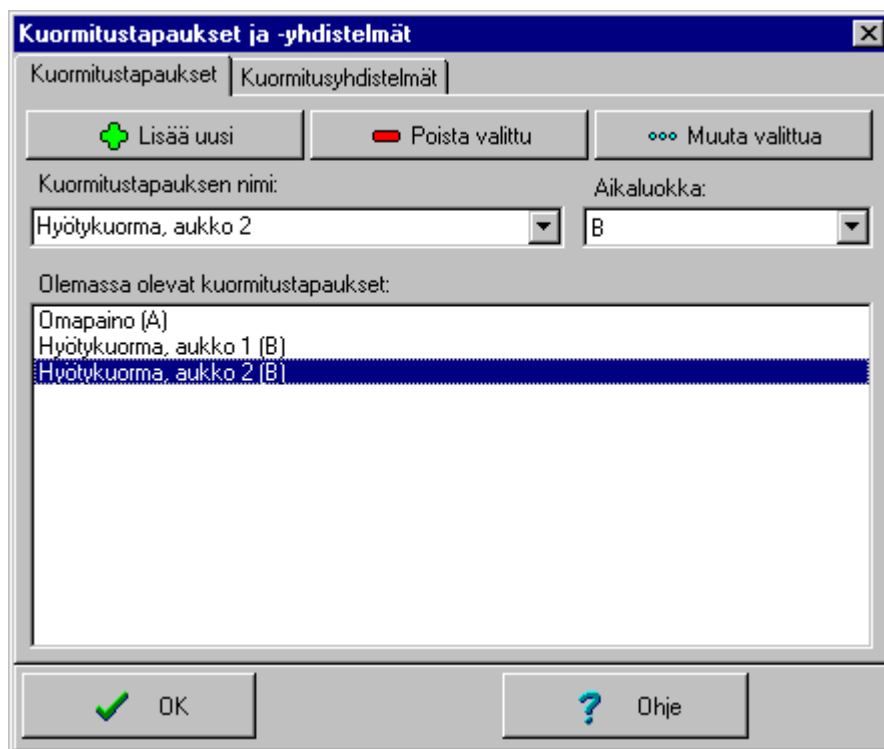 Kuormitustapaukset ja -yhdistelmät
Kuormitustapaukset Kuormitusyhdistelmät
Lisää uusi Poista valittu Muuta valittua
Kuormitustapauksen nimi: Aikaluokka:
Hyötykuorma, aukko 2 B
Olemassa olevat kuormitustapaukset:
Omapaino (A)
Hyötykuorma, aukko 1 (B)
Hyötykuorma, aukko 2 (B)
OK ? Ohje